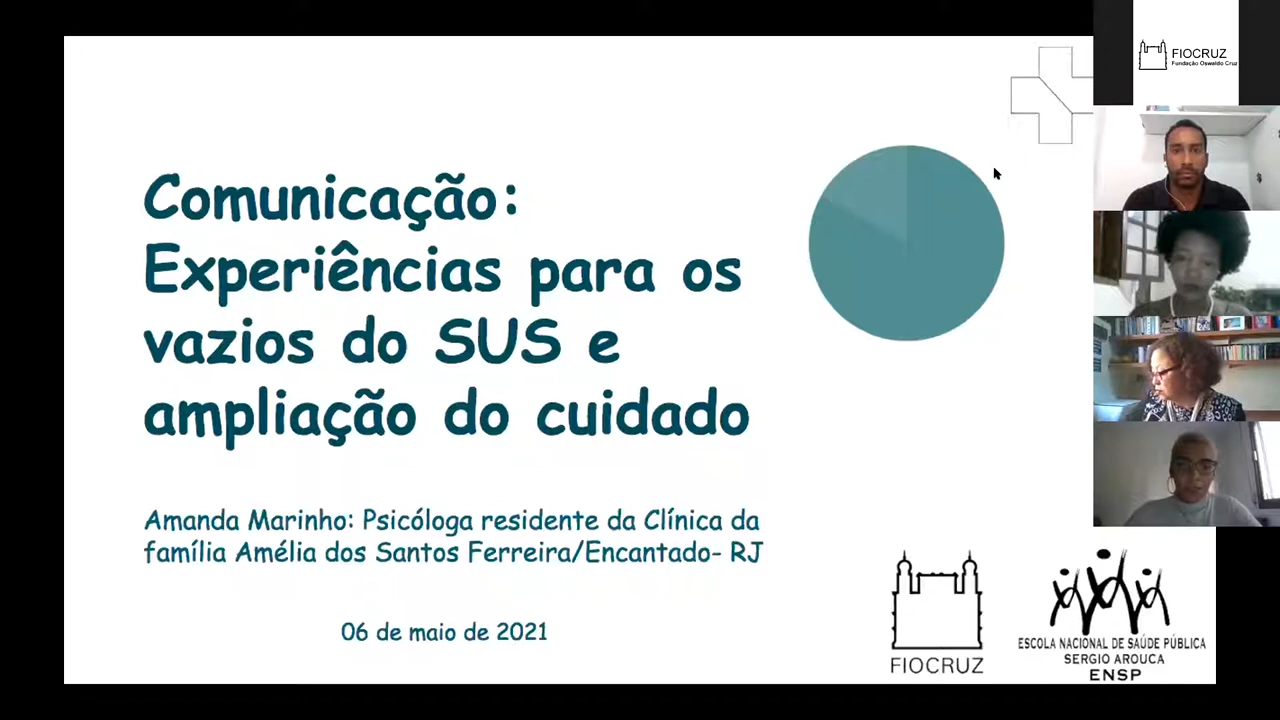 Comunicação:
Experiências para os
vazios do SUS e
ampliação do cuidado
Amanda Marinho: Psicóloga residente da Clínica da
família Amélia dos Santos Ferreira/Encantado- RJ
06 de maio de 2021
FIOCRUZ
ESCOLA NACIONAL DE SAÚDE PÚBLICA
SERGIO AROUCA
ENSP
FIOCRUZ
Fundação Oswaldo Cruz